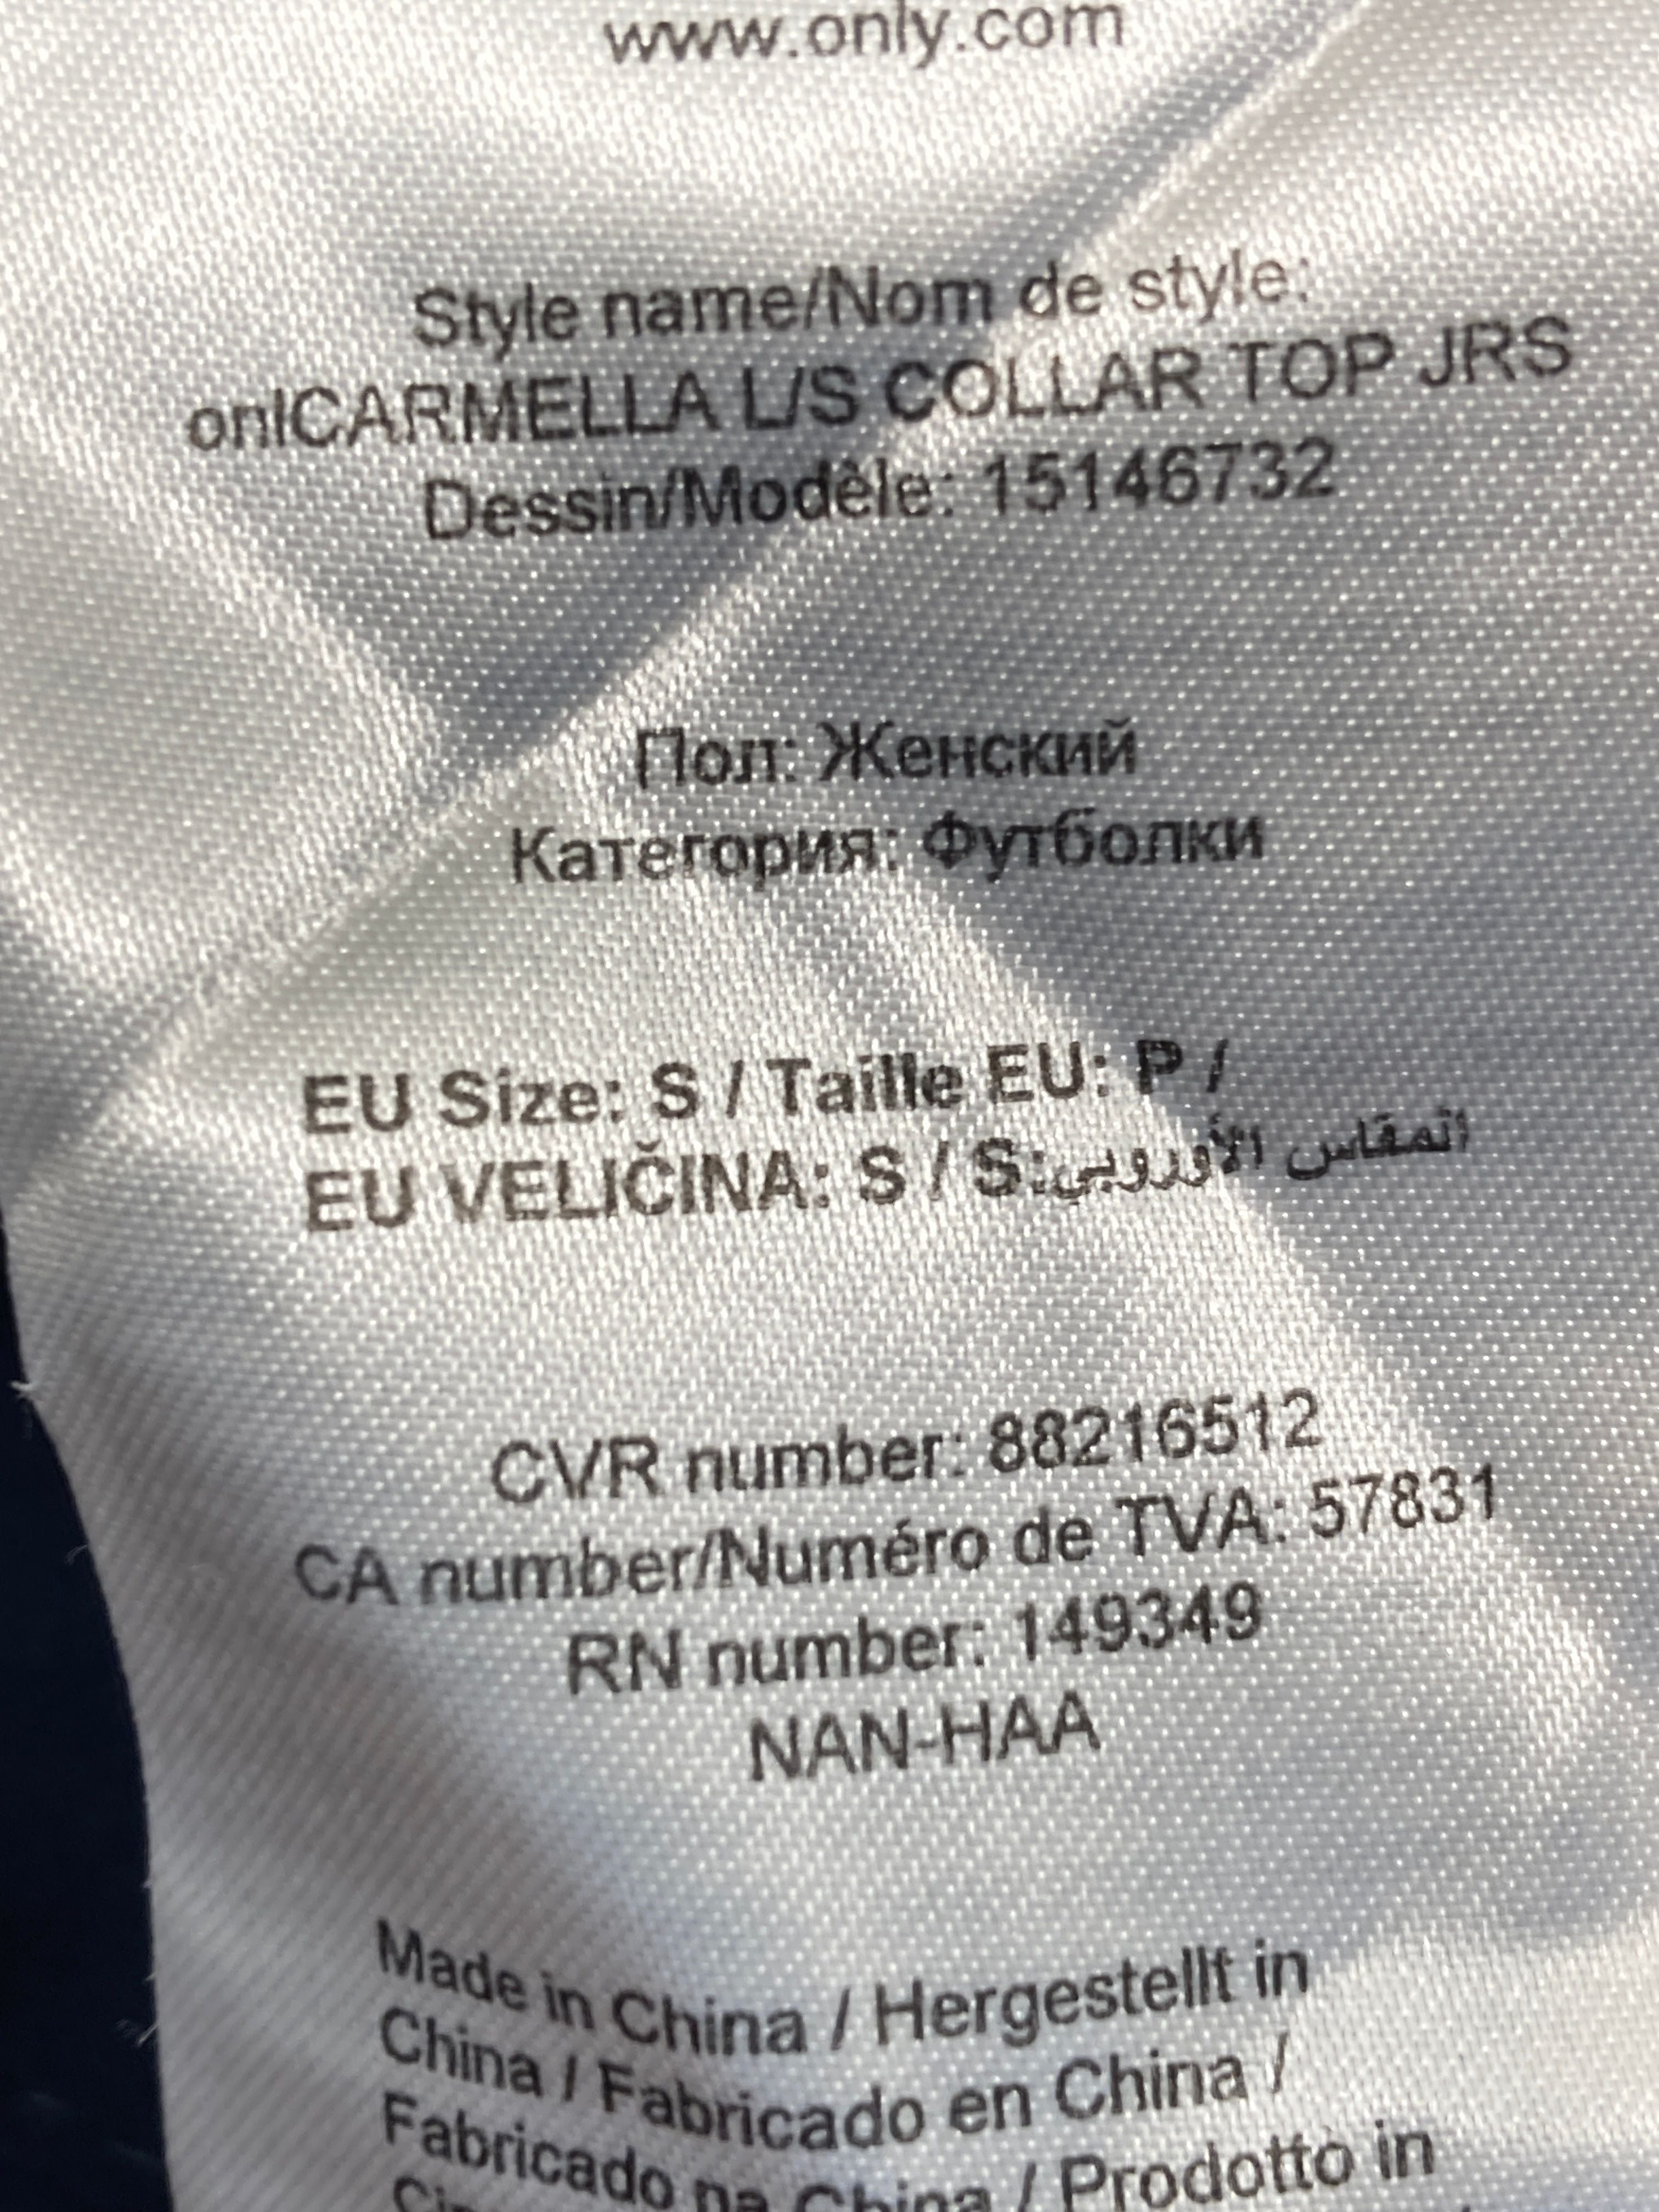 www.only.com
Style name/Nom de style:
onlCARMELLA L/S COLLAR TOP JRS
Dessin/Modèle: 15146732
Пол: Женский
Категория: Футболки
EU Size: S / Taille EU: P /
EU VELIČINA: S / S:المقاس الأوروبي
CVR number: 88216512
CA number/Numéro de TVA: 57831
RN number: 149349
NAN-HAA
Made in China / Hergestellt in
China / Fabricado en China /
Fabricado na China / Prodotto in